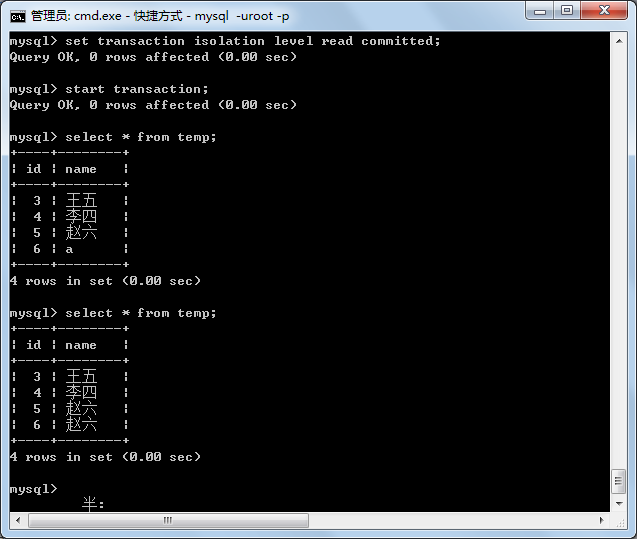 管理员: cmd.exe - 快捷方式 - mysql  -uroot -p
mysql> set transaction isolation level read committed;
Query OK, 0 rows affected (0.00 sec)
mysql> start transaction;
Query OK, 0 rows affected (0.00 sec)
mysql> select * from temp;
+----+--------+
| id | name   |
+----+--------+
|  3 | 王五   |
|  4 | 李四   |
|  5 | 赵六   |
|  6 | a      |
+----+--------+
4 rows in set (0.00 sec)
mysql> select * from temp;
+----+--------+
| id | name   |
+----+--------+
|  3 | 王五   |
|  4 | 李四   |
|  5 | 赵六   |
|  6 | 赵六   |
+----+--------+
4 rows in set (0.00 sec)
mysql>
半: